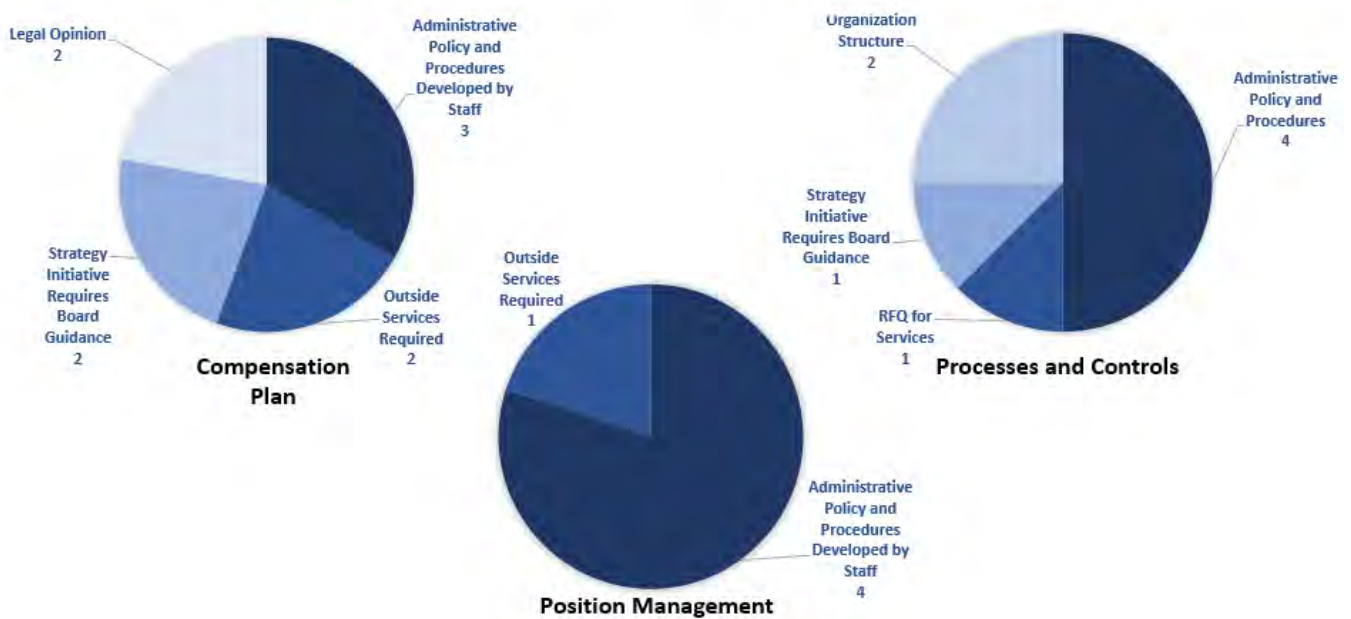 Legal Opinion
2
Administrative
Policy and
Procedures
Developed by
Staff
3
Strategy
Initiative
Requires
Board
Guidance
2
Outside
Services
Required
2
Compensation
Plan
Outside
Services
Required
1
Administrative
Policy and
Procedures
Developed by
Staff
4
Position Management
Organization
Structure
2
Administrative
Policy and
Procedures
4
Strategy
Initiative
Requires Board
Guidance
1
RFQ for
Services
1
Processes and Controls